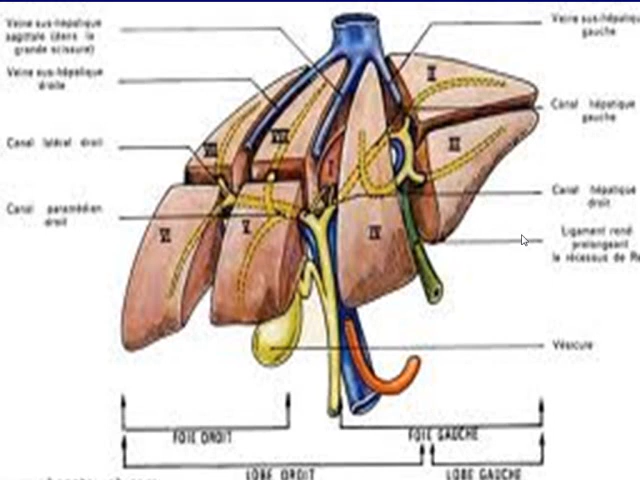 Veine sus-hépatique
sagittale (dans la
grande scissure)
Veine sus-hépatique
droite
Canal latéral droit
Canal paramédian
droit
Veine sus-hépatique
gauche
Canal hépatique
gauche
Canal hépatique
droit
Ligament rond
prolongeant
le récessus de Re
Vésicule
II
III
VIII
VII
I
VI
V
IV
FOIE DROIT
FOIE GAUCHE
LOBE DROIT
LOBE GAUCHE